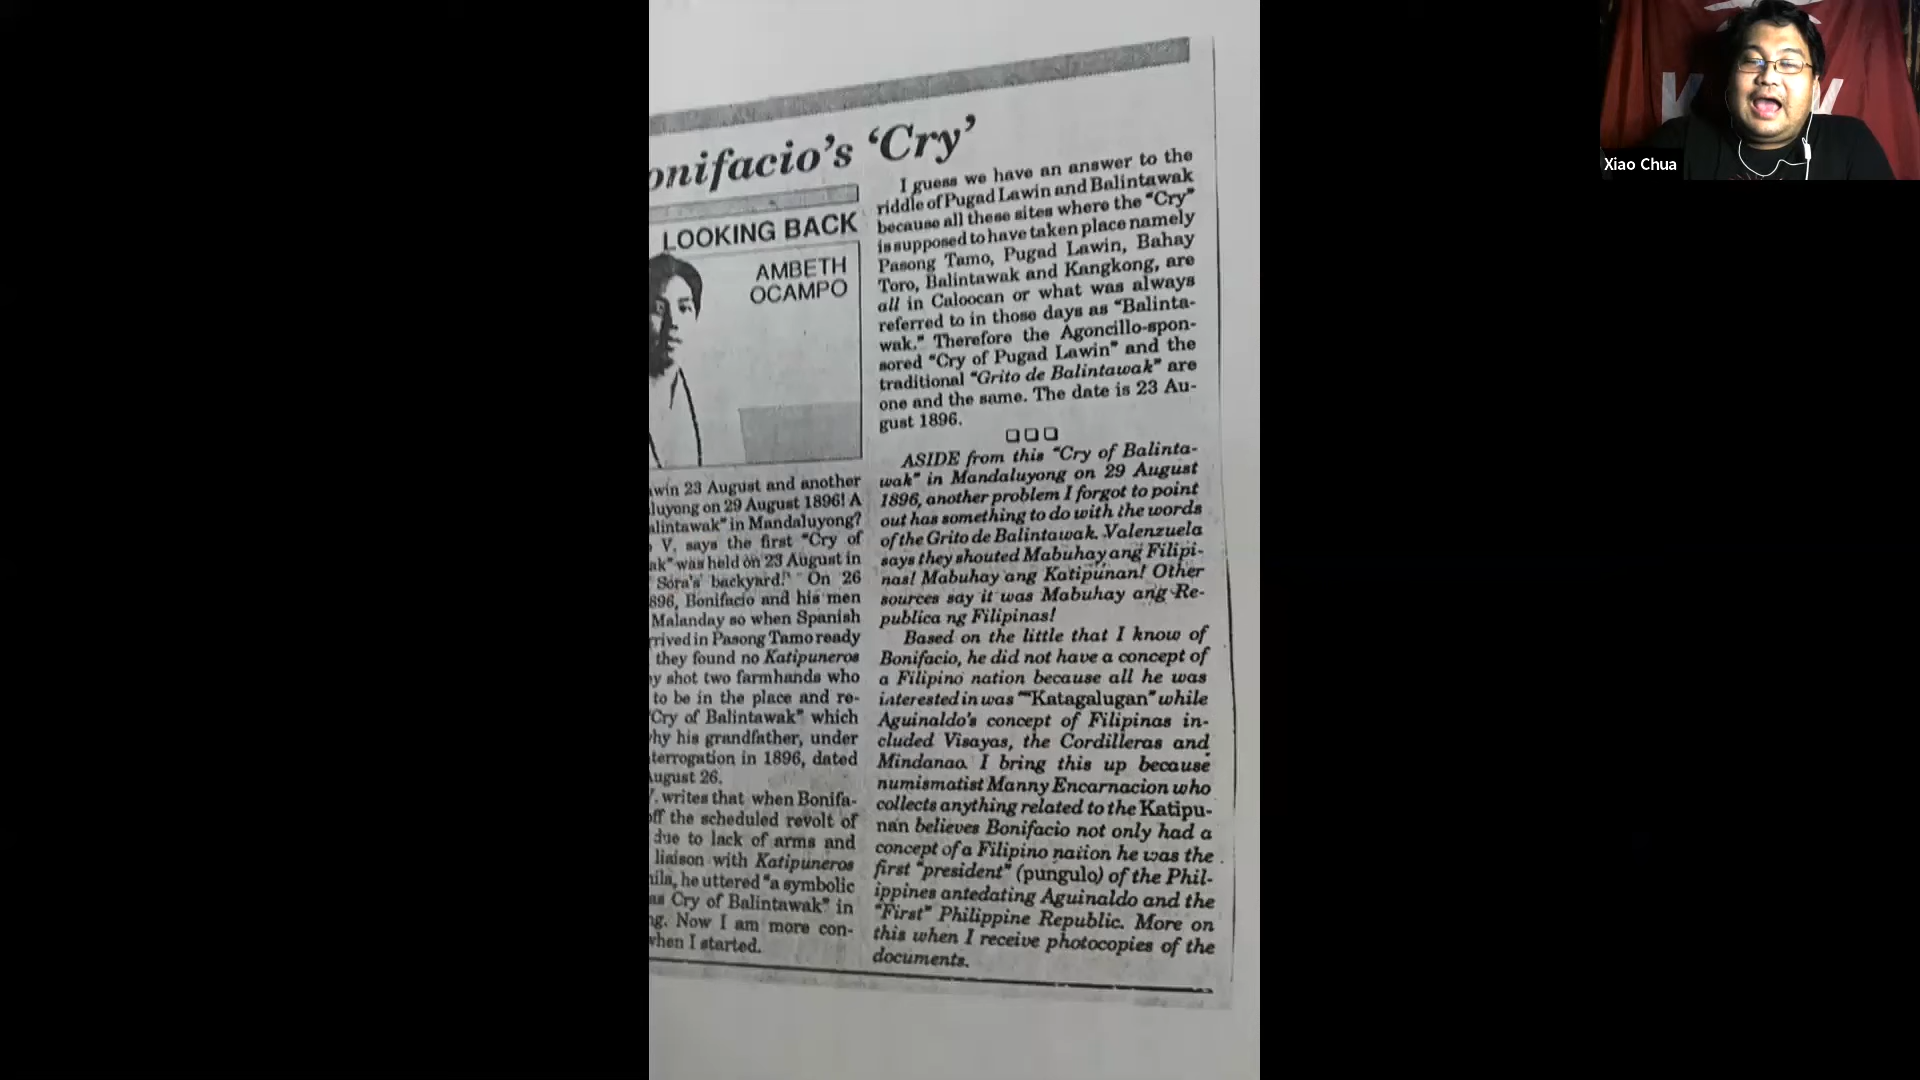 onifacio's 'Cry'
LOOKING BACK
AMBETH
OCAMPO
win 23 August and another
luyong on 29 August 1896! A
alintawak" in Mandaluyong?
V. says the first "Cry of
ak" was held on 23 August in
Sora's backyard." On 26
896, Bonifacio and his men
Malanday so when Spanish
rrived in Pasong Tamo ready
they found no Katipuneros
y shot two farmhands who
to be in the place and re-
"Cry of Balintawak" which
hy his grandfather, under
terrogation in 1896, dated
ugust 26.
. writes that when Bonifa-
off the scheduled revolt of
due to lack of arms and
liaison with Katipuneros
ila, he uttered "a symbolic
as Cry of Balintawak" in
ng. Now I am more con-
when I started.
I guess we have an answer to the
riddle of Pugad Lawin and Balintawak
because all these sites where the "Cry"
is supposed to have taken place namely
Pasong Tamo, Pugad Lawin, Bahay
Toro, Balintawak and Kangkong, are
all in Caloocan or what was always
referred to in those days as "Balinta-
wak." Therefore the Agoncillo-spon-
sored "Cry of Pugad Lawin" and the
traditional "Grito de Balintawak" are
one and the same. The date is 23 Au-
gust 1896.
ASIDE from this "Cry of Balinta-
wak" in Mandaluyong on 29 August
1896, another problem I forgot to point
out has something to do with the words
of the Grito de Balintawak. Valenzuela
says they shouted Mabuhay ang Filipi-
nas! Mabuhay ang Katipunan! Other
sources say it was Mabuhay ang Re-
publica ng Filipinas!
Based on the little that I know of
Bonifacio, he did not have a concept of
a Filipino nation because all he was
interested in was ""Katagalugan" while
Aguinaldo's concept of Filipinas in-
cluded Visayas, the Cordilleras and
Mindanao. I bring this up because
numismatist Manny Encarnacion who
collects anything related to the Katipu-
nan believes Bonifacio not only had a
concept of a Filipino nation he was the
first "president" (pungulo) of the Phil-
ippines antedating Aguinaldo and the
"First" Philippine Republic. More on
this when I receive photocopies of the
documents.
Xiao Chua